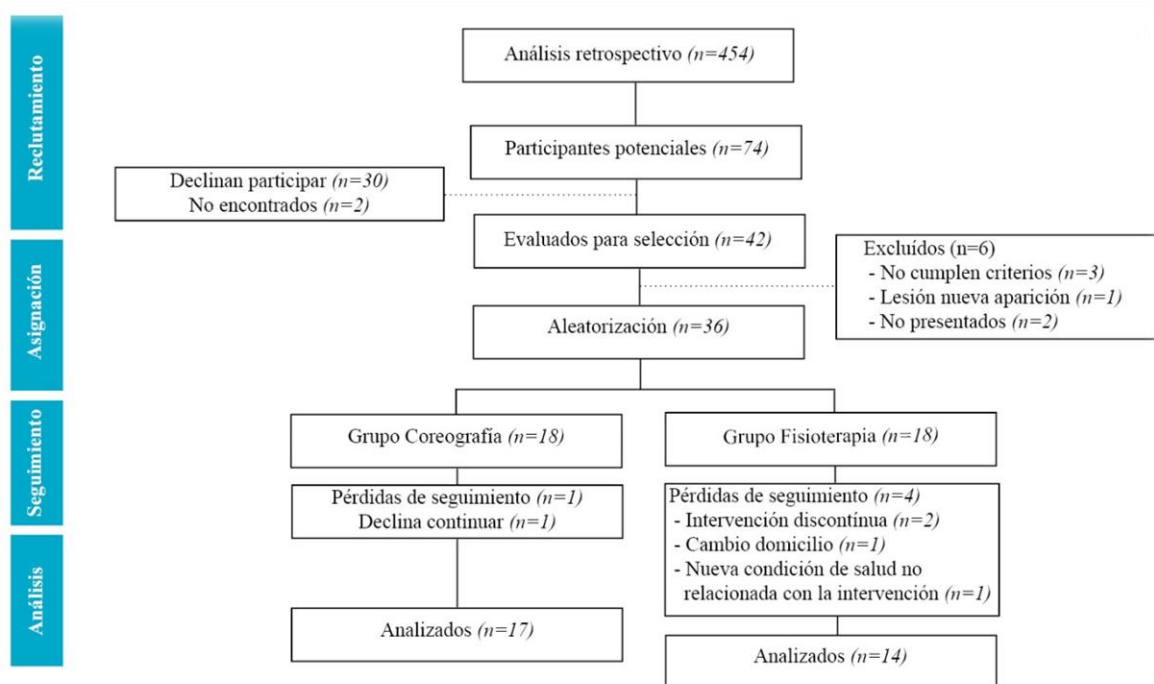 Reclutamiento
Análisis retrospectivo (n=454)
Participantes potenciales (n=74)
Declinan participar (n=30)
No encontrados (n=2)
Evaluados para selección (n=42)
Asignación
Excluídos (n=6)
- No cumplen criterios (n=3)
- Lesión nueva aparición (n=1)
- No presentados (n=2)
Aleatorización (n=36)
Seguimiento
Grupo Coreografía (n=18)
Grupo Fisioterapia (n=18)
Pérdidas de seguimiento (n=1)
Declina continuar (n=1)
Pérdidas de seguimiento (n=4)
- Intervención discontínua (n=2)
- Cambio domicilio (n=1)
- Nueva condición de salud no
relacionada con la intervención (n=1)
Análisis
Analizados (n=17)
Analizados (n=14)